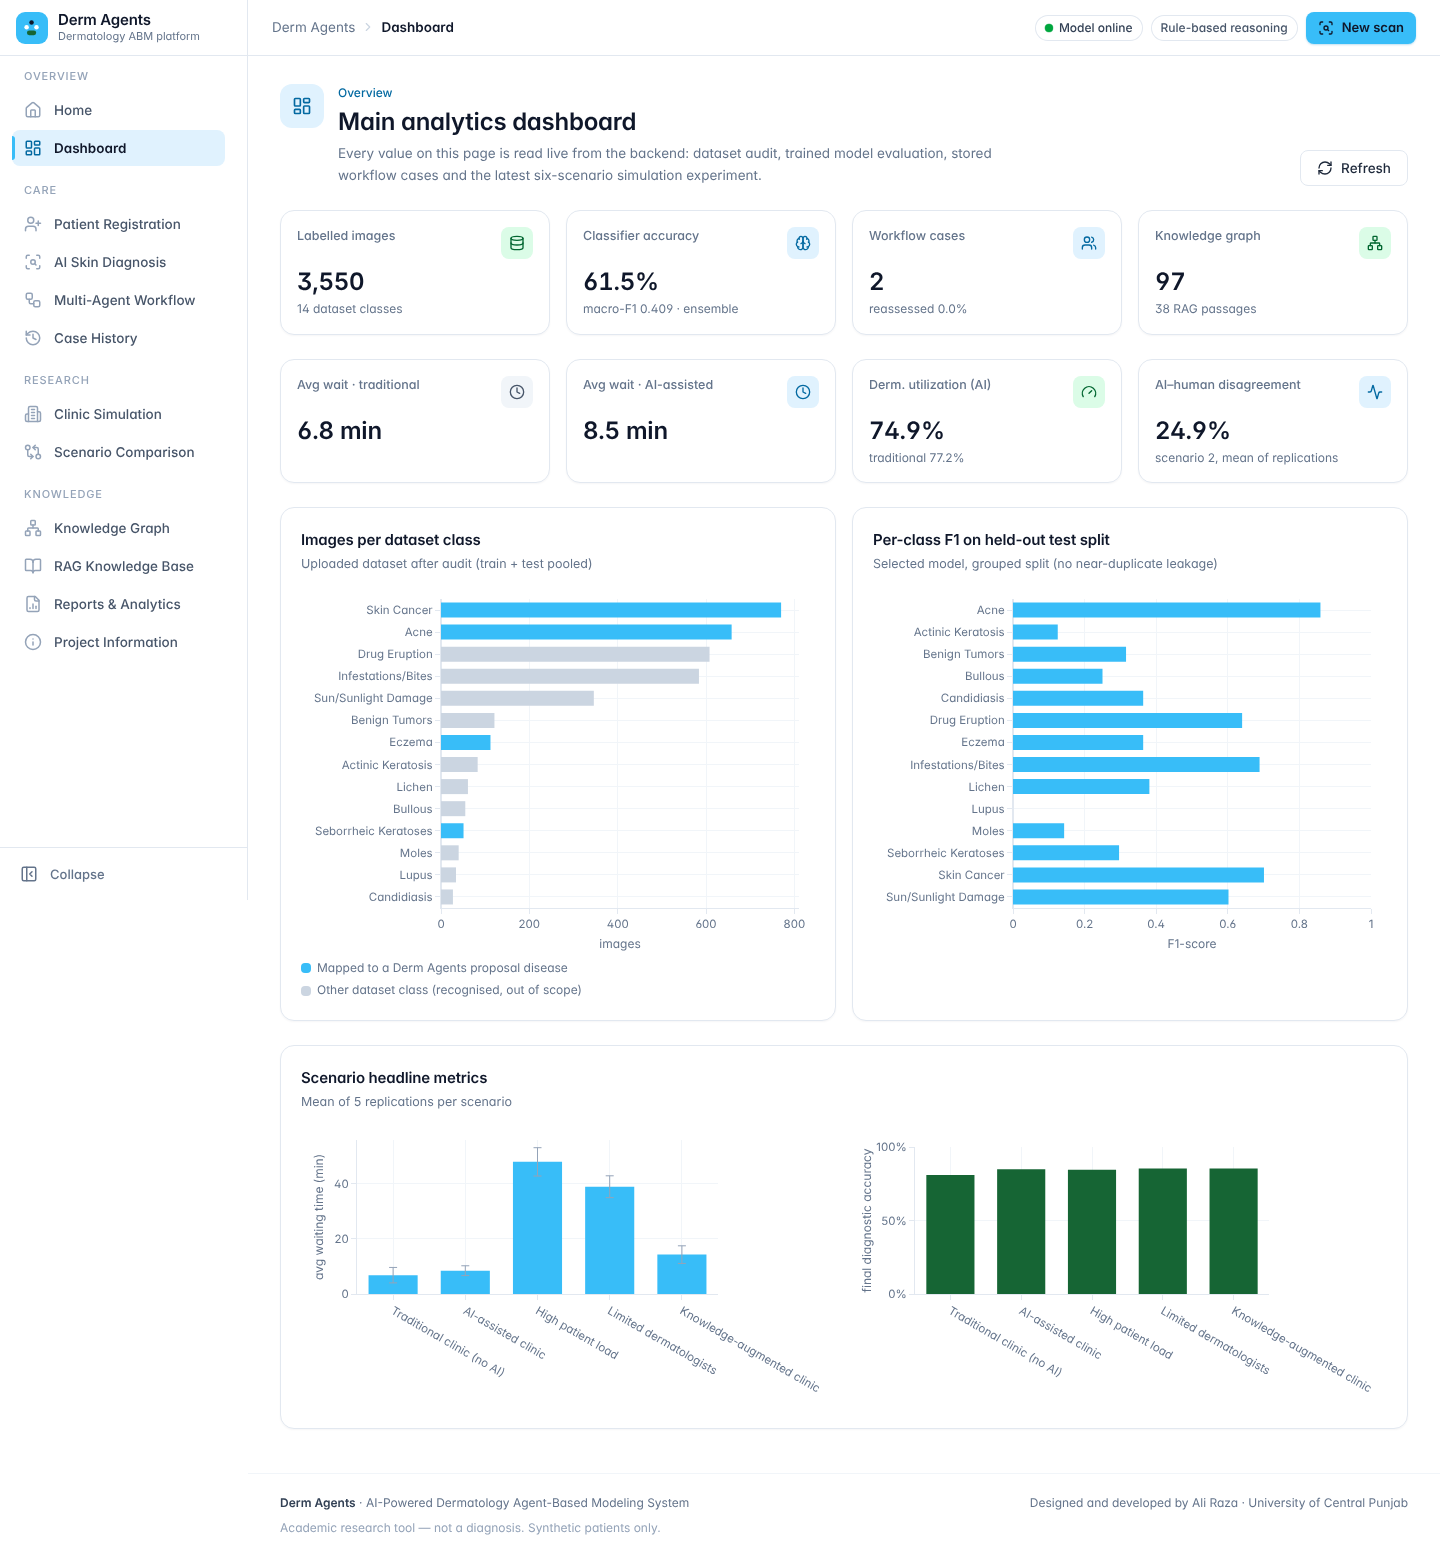 Derm Agents
Dermatology ABM platform
OVERVIEW
Home
Dashboard
CARE
Patient Registration
AI Skin Diagnosis
Multi-Agent Workflow
Case History
RESEARCH
Clinic Simulation
Scenario Comparison
KNOWLEDGE
Knowledge Graph
RAG Knowledge Base
Reports & Analytics
Project Information
Collapse
Derm Agents > Dashboard
Model online
Rule-based reasoning
New scan
Overview
Main analytics dashboard
Every value on this page is read live from the backend: dataset audit, trained model evaluation, stored
workflow cases and the latest six-scenario simulation experiment.
Refresh
Labelled images
3,550
14 dataset classes
Classifier accuracy
61.5%
macro-F1 0.409 · ensemble
Workflow cases
2
reassessed 0.0%
Knowledge graph
97
38 RAG passages
Avg wait · traditional
6.8 min
Avg wait · AI-assisted
8.5 min
Derm. utilization (AI)
74.9%
traditional 77.2%
AI–human disagreement
24.9%
scenario 2, mean of replications
Images per dataset class
Uploaded dataset after audit (train + test pooled)
Skin Cancer
Acne
Drug Eruption
Infestations/Bites
Sun/Sunlight Damage
Benign Tumors
Eczema
Actinic Keratosis
Lichen
Bullous
Seborrheic Keratoses
Moles
Lupus
Candidiasis
0 200 400 600 800
images
Mapped to a Derm Agents proposal disease
Other dataset class (recognised, out of scope)
Per-class F1 on held-out test split
Selected model, grouped split (no near-duplicate leakage)
Acne
Actinic Keratosis
Benign Tumors
Bullous
Candidiasis
Drug Eruption
Eczema
Infestations/Bites
Lichen
Lupus
Moles
Seborrheic Keratoses
Skin Cancer
Sun/Sunlight Damage
0 0.2 0.4 0.6 0.8 1
F1-score
Scenario headline metrics
Mean of 5 replications per scenario
avg waiting time (min)
40
20
0
Traditional clinic (no AI)
AI-assisted clinic
High patient load
Limited dermatologists
Knowledge-augmented clinic
final diagnostic accuracy
100%
50%
0%
Traditional clinic (no AI)
AI-assisted clinic
High patient load
Limited dermatologists
Knowledge-augmented clinic
Derm Agents · AI-Powered Dermatology Agent-Based Modeling System
Designed and developed by Ali Raza · University of Central Punjab
Academic research tool — not a diagnosis. Synthetic patients only.